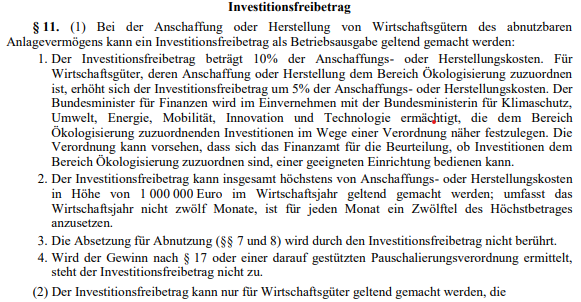 Investitionsfreibetrag
§ 11. (1) Bei der Anschaffung oder Herstellung von Wirtschaftsgütern des abnutzbaren
Anlagevermögens kann ein Investitionsfreibetrag als Betriebsausgabe geltend gemacht werden:
1. Der Investitionsfreibetrag beträgt 10% der Anschaffungs- oder Herstellungskosten. Für
Wirtschaftsgüter, deren Anschaffung oder Herstellung dem Bereich Ökologisierung zuzuordnen
ist, erhöht sich der Investitionsfreibetrag um 5% der Anschaffungs- oder Herstellungskosten. Der
Bundesminister für Finanzen wird im Einvernehmen mit der Bundesministerin für Klimaschutz,
Umwelt, Energie, Mobilität, Innovation und Technologie ermächtigt, die dem Bereich
Ökologisierung zuzuordnenden Investitionen im Wege einer Verordnung näher festzulegen. Die
Verordnung kann vorsehen, dass sich das Finanzamt für die Beurteilung, ob Investitionen dem
Bereich Ökologisierung zuzuordnen sind, einer geeigneten Einrichtung bedienen kann.
2. Der Investitionsfreibetrag kann insgesamt höchstens von Anschaffungs- oder Herstellungskosten
in Höhe von 1 000 000 Euro im Wirtschaftsjahr geltend gemacht werden; umfasst das
Wirtschaftsjahr nicht zwölf Monate, ist für jeden Monat ein Zwölftel des Höchstbetrages
anzusetzen.
3. Die Absetzung für Abnutzung (§§ 7 und 8) wird durch den Investitionsfreibetrag nicht berührt.
4. Wird der Gewinn nach § 17 oder einer darauf gestützten Pauschalierungsverordnung ermittelt,
steht der Investitionsfreibetrag nicht zu.
(2) Der Investitionsfreibetrag kann nur für Wirtschaftsgüter geltend gemacht werden, die